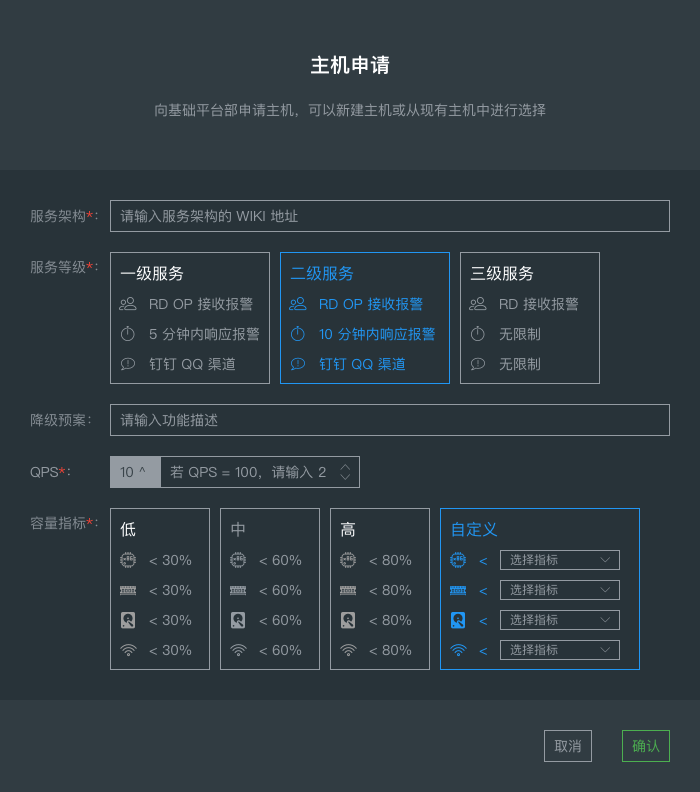 主机申请
向基础平台部申请主机，可以新建主机或从现有主机中进行选择
服务架构*：
请输入服务架构的 WIKI 地址
服务等级*：
一级服务
RD OP 接收报警
5 分钟内响应报警
钉钉 QQ 渠道
二级服务
RD OP 接收报警
10 分钟内响应报警
钉钉 QQ 渠道
三级服务
RD 接收报警
无限制
无限制
降级预案：
请输入功能描述
QPS*：
10 ^
若 QPS = 100，请输入 2
容量指标*：
低
< 30%
< 30%
< 30%
< 30%
中
< 60%
< 60%
< 60%
< 60%
高
< 80%
< 80%
< 80%
< 80%
自定义
< 选择指标
< 选择指标
< 选择指标
< 选择指标
取消
确认